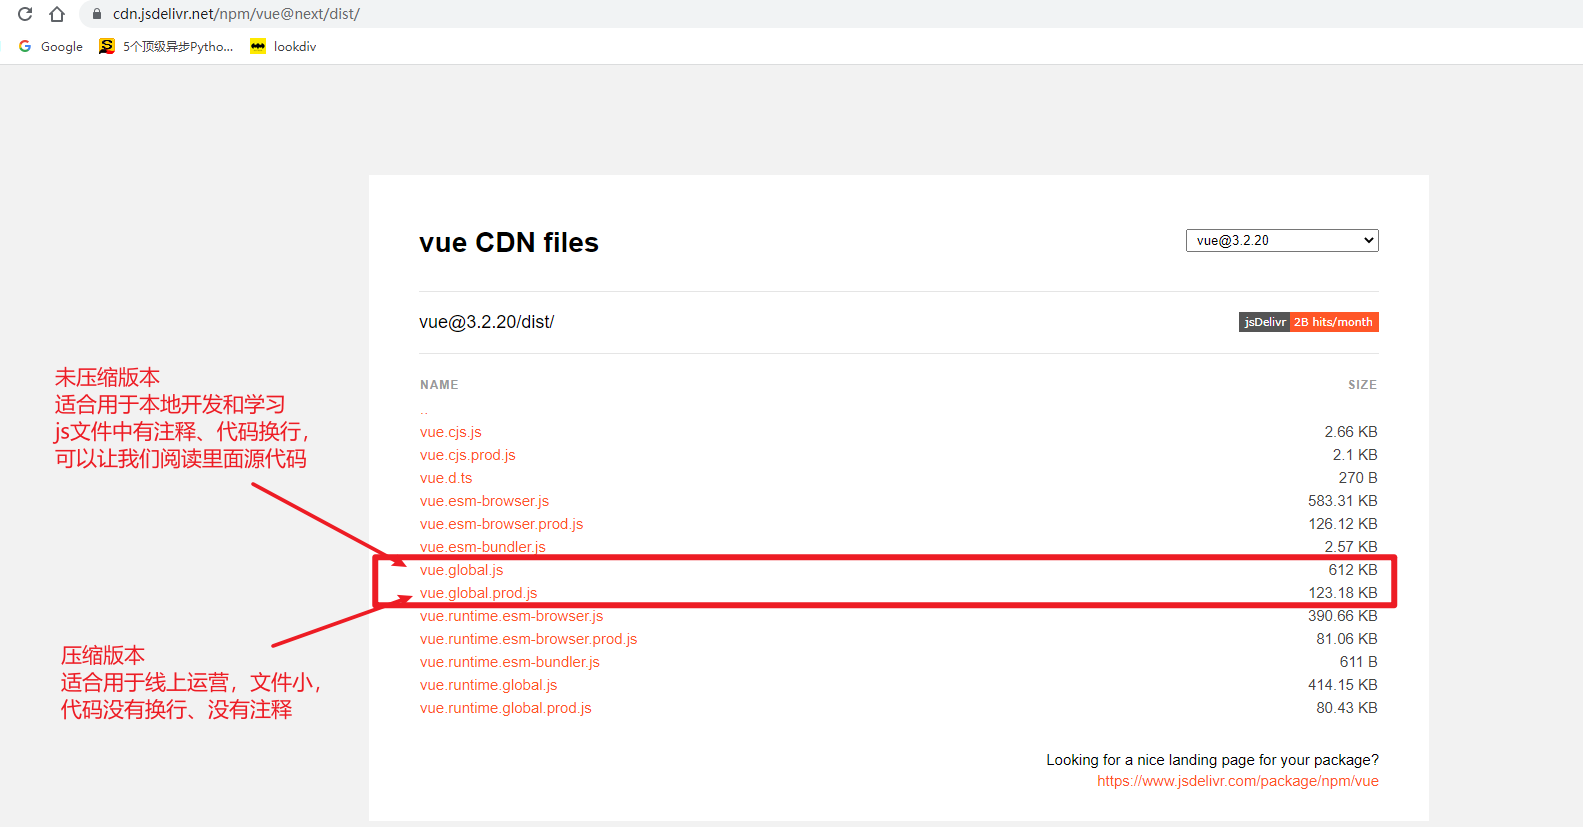 cdn.jsdelivr.net/npm/vue@next/dist/
Google
5个顶级异步Pytho...
lookdiv
vue CDN files
vue@3.2.20
vue@3.2.20/dist/
jsDelivr 2B hits/month
NAME SIZE
..
vue.cjs.js 2.66 KB
vue.cjs.prod.js 2.1 KB
vue.d.ts 270 B
vue.esm-browser.js 583.31 KB
vue.esm-browser.prod.js 126.12 KB
vue.esm-bundler.js 2.57 KB
vue.global.js 612 KB
vue.global.prod.js 123.18 KB
vue.runtime.esm-browser.js 390.66 KB
vue.runtime.esm-browser.prod.js 81.06 KB
vue.runtime.esm-bundler.js 611 B
vue.runtime.global.js 414.15 KB
vue.runtime.global.prod.js 80.43 KB
Looking for a nice landing page for your package?
https://www.jsdelivr.com/package/npm/vue
未压缩版本
适合用于本地开发和学习
js文件中有注释、代码换行，
可以让我们阅读里面源代码
压缩版本
适合用于线上运营，文件小，
代码没有换行、没有注释